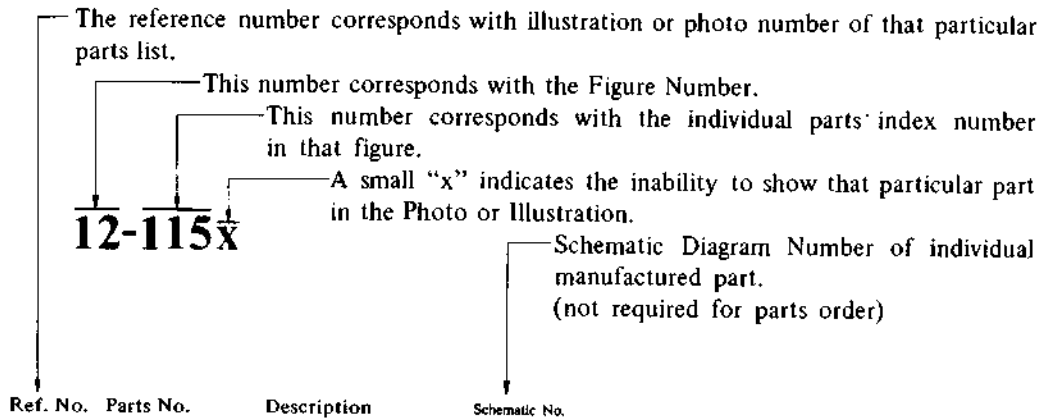 The reference number corresponds with illustration or photo number of that particular
parts list.
This number corresponds with the Figure Number.
This number corresponds with the individual parts index number
in that figure.
A small “x” indicates the inability to show that particular part
in the Photo or Illustration.
12-115x
Schematic Diagram Number of individual
manufactured part.
(not required for parts order)
Ref. No. Parts No. Description Schematic No.